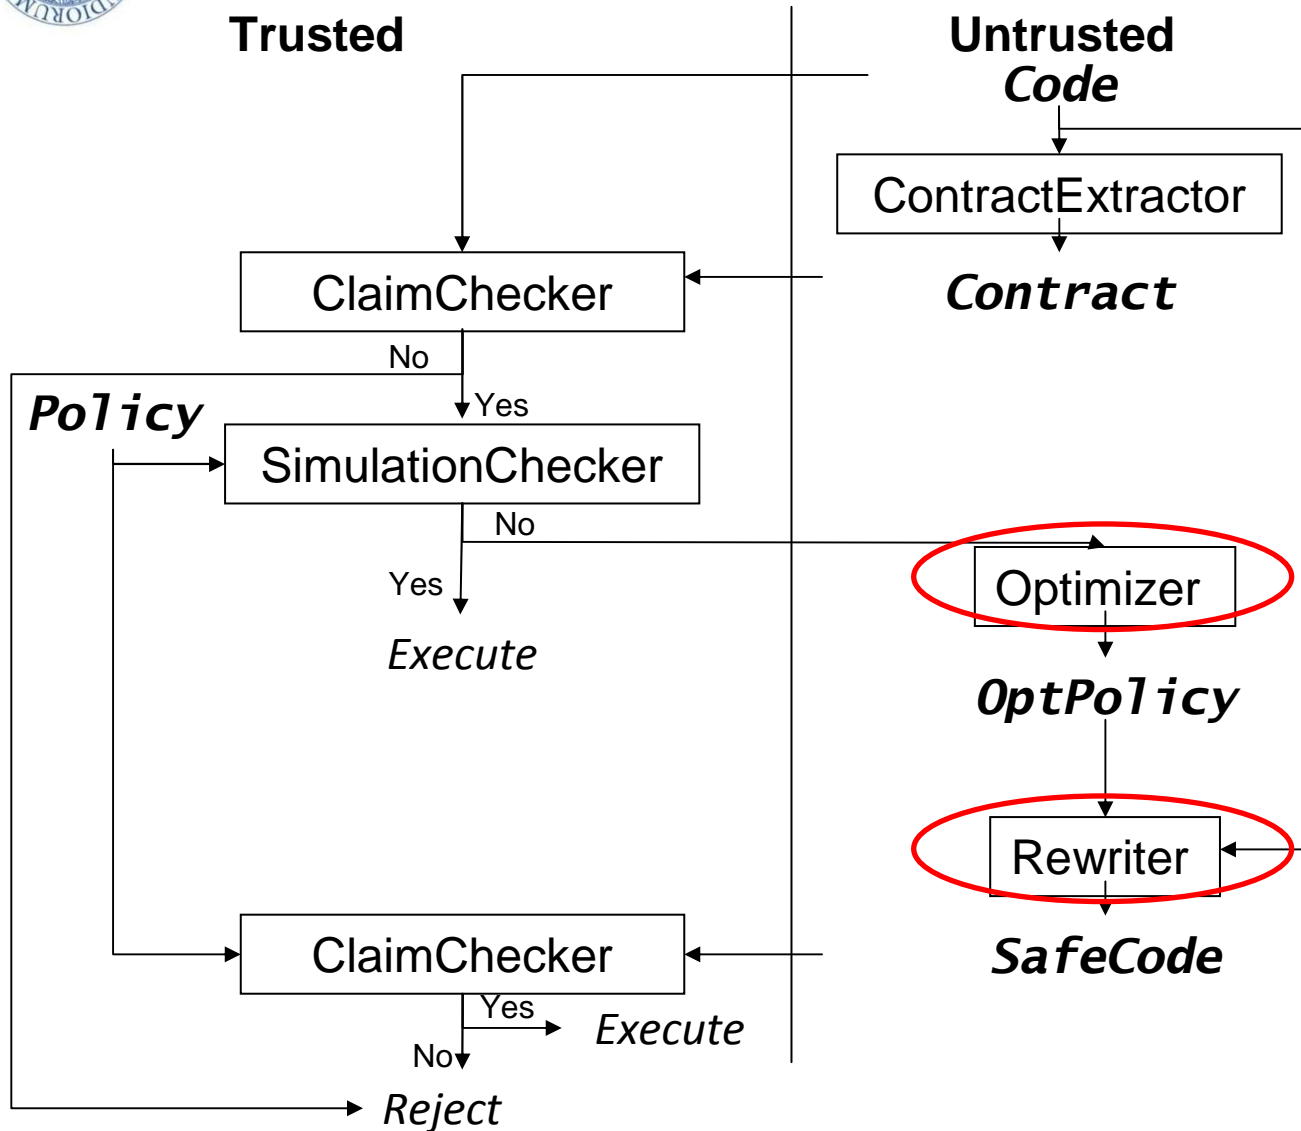 Trusted
Untrusted
Code
ContractExtractor
ClaimChecker
Contract
No
Yes
Policy
SimulationChecker
No
Yes
Optimizer
Execute
OptPolicy
Rewriter
ClaimChecker
SafeCode
Yes
Execute
No
Reject